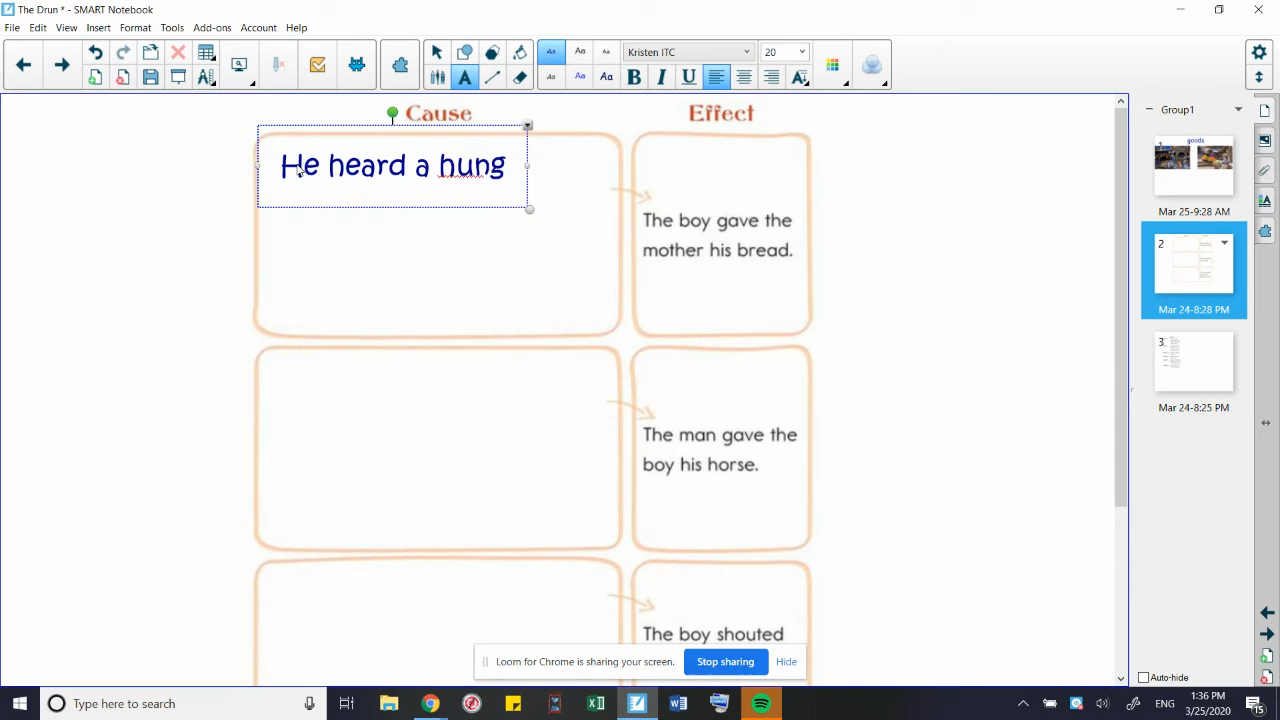 The Drun * - SMART Notebook
File Edit View Insert Format Tools Add-ons Account Help
Kristen ITC
20
Group1
Cause
Effect
He heard a hung
The boy gave the
mother his bread.
The man gave the
boy his horse.
The boy shouted
1
goods
Mar 25-9:28 AM
2
Mar 24-8:28 PM
3
Mar 24-8:25 PM
Loom for Chrome is sharing your screen.
Stop sharing
Hide
Auto-hide
Type here to search
1:36 PM
3/25/2020
15